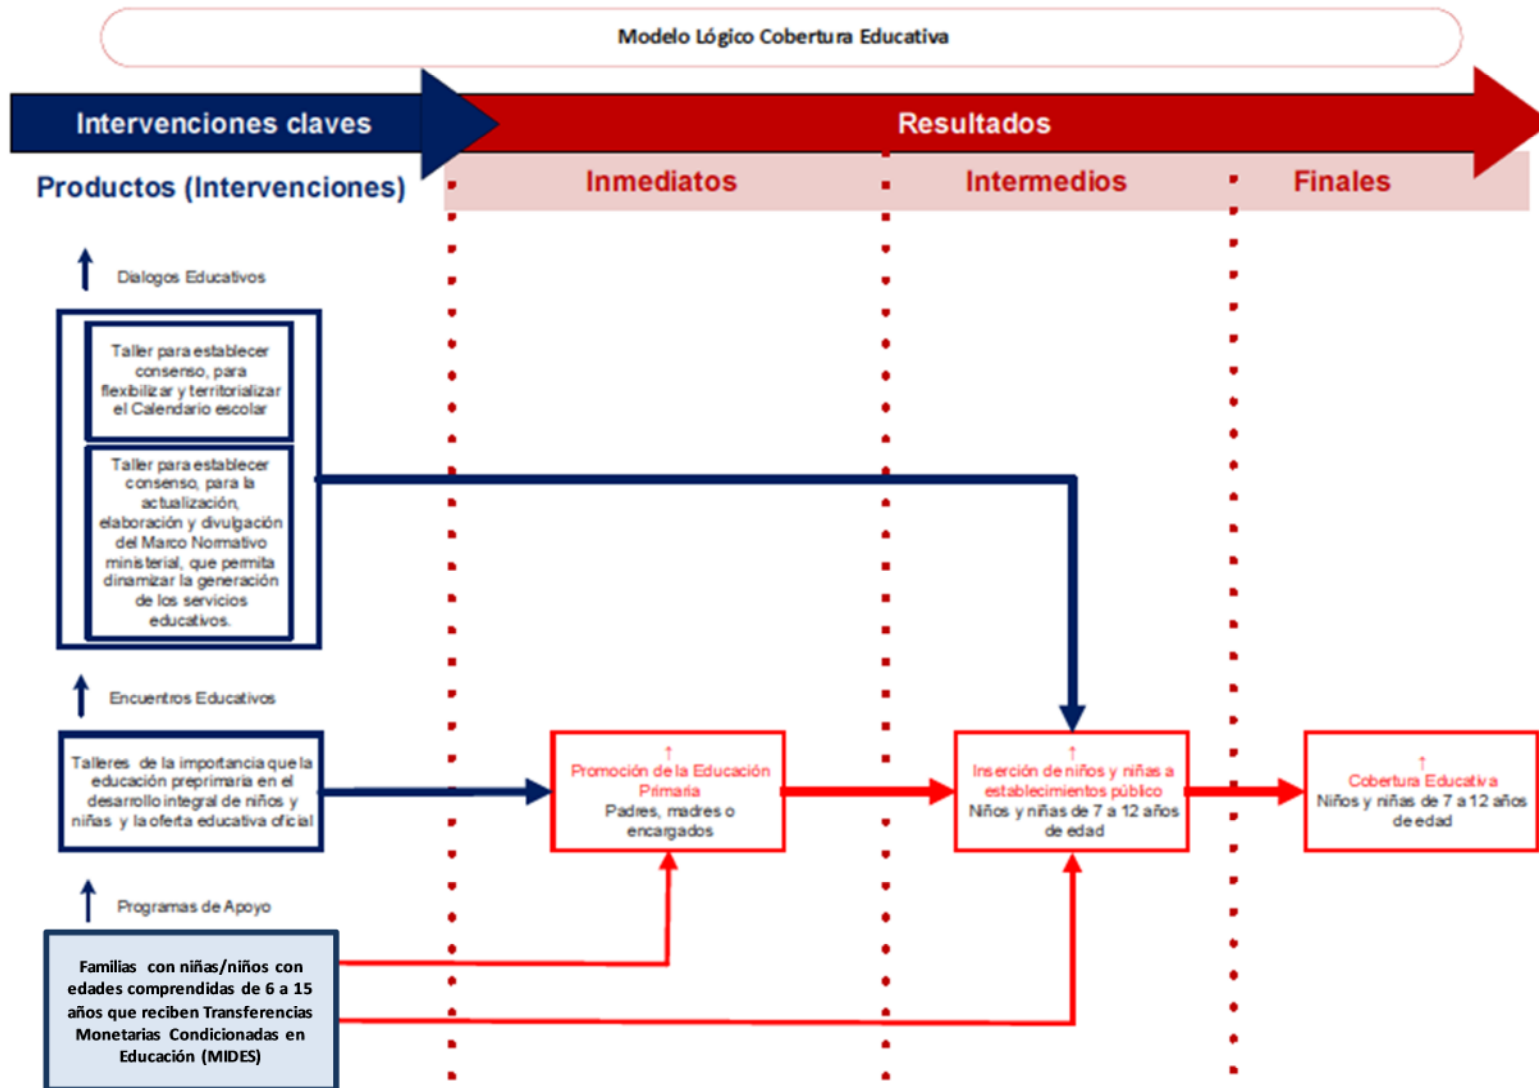 Modelo Lógico Cobertura Educativa
Intervenciones claves
Resultados
Productos (Intervenciones)
Inmediatos
Intermedios
Finales
Dialogos Educativos
Taller para establecer
consenso, para
flexibilizar y territorializar
el Calendario escolar
Taller para establecer
consenso, para la
actualización,
elaboración y divulgación
del Marco Normativo
ministerial, que permita
dinamizar la generación
de los servicios
educativos.
Encuentros Educativos
Talleres de la importancia que la
educación preprimaria en el
desarrollo integral de niños y
niñas y la oferta educativa oficial
↑
Promoción de la Educación
Primaria
Padres, madres o
encargados
↑
Inserción de niños y niñas a
establecimientos público
Niños y niñas de 7 a 12 años
de edad
↑
Cobertura Educativa
Niños y niñas de 7 a 12 años
de edad
Programas de Apoyo
Familias con niñas/niños con
edades comprendidas de 6 a 15
años que reciben Transferencias
Monetarias Condicionadas en
Educación (MIDES)